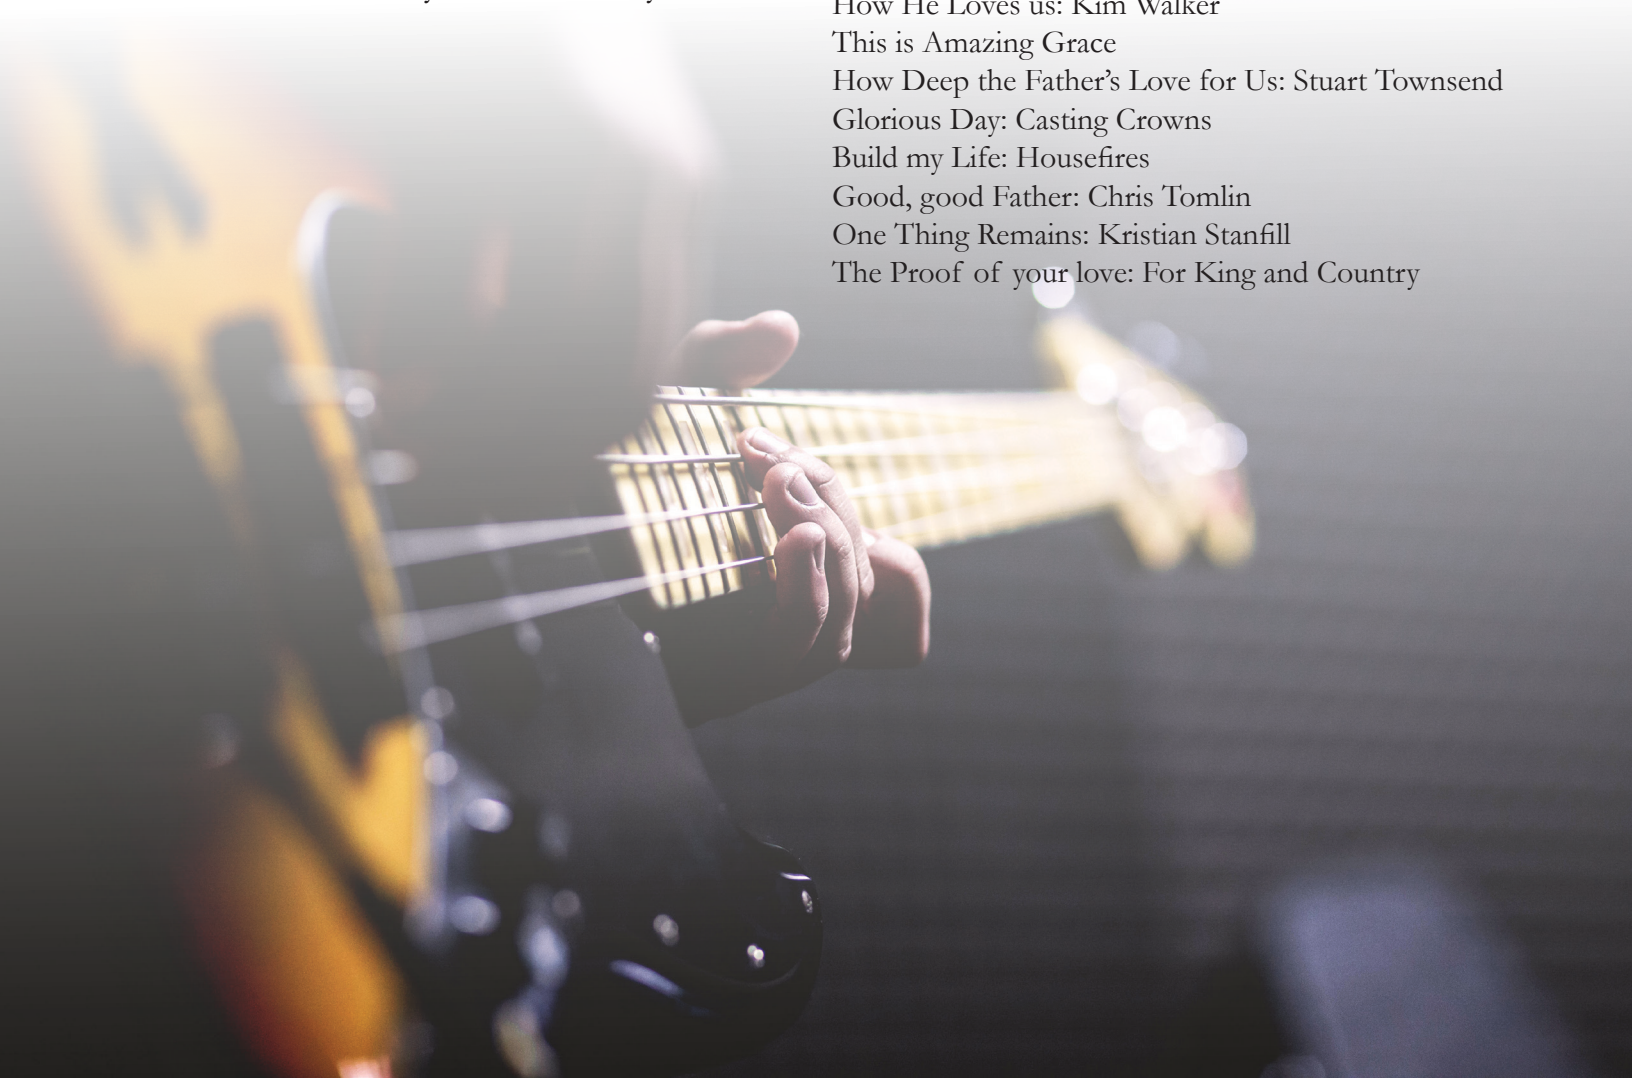 How He Loves us: Kim Walker
This is Amazing Grace
How Deep the Father’s Love for Us: Stuart Townsend
Glorious Day: Casting Crowns
Build my Life: Housefires
Good, good Father: Chris Tomlin
One Thing Remains: Kristian Stanfill
The Proof of your love: For King and Country